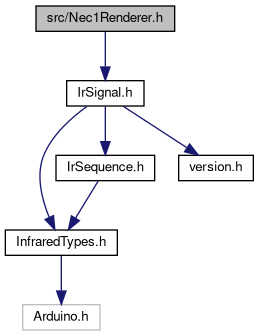 src/Nec1Renderer.h
IrSignal.h
IrSequence.h
version.h
InfraredTypes.h
Arduino.h